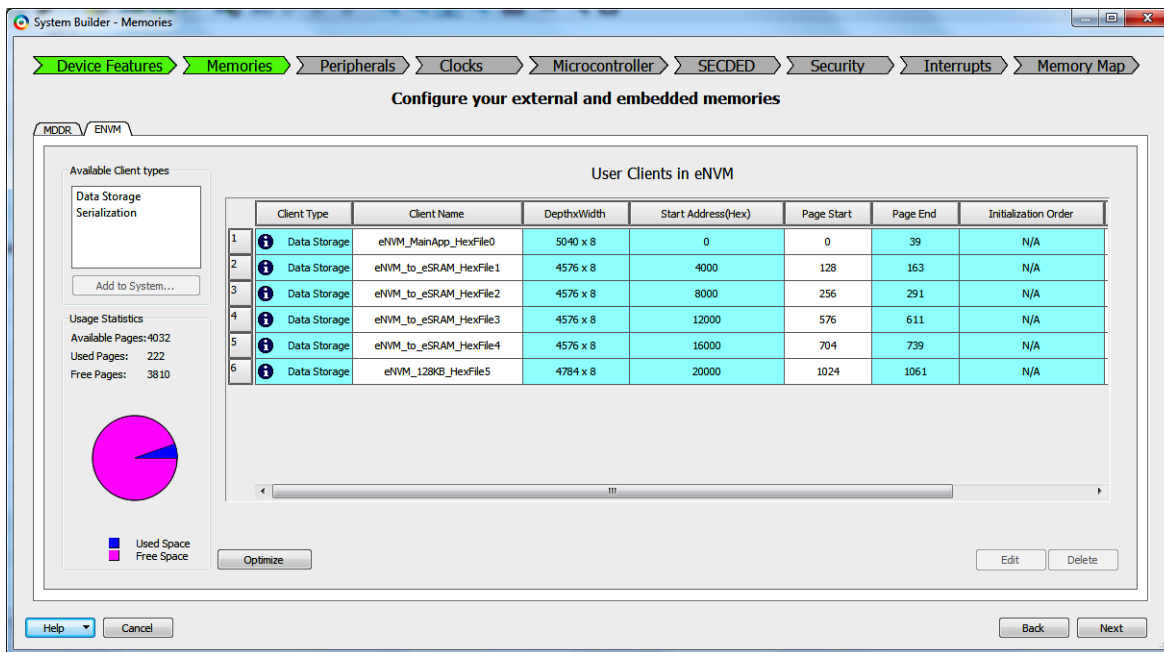 System Builder - Memories
Device Features Memories Peripherals Clocks Microcontroller SECDED Security Interrupts Memory Map
Configure your external and embedded memories
MDDR ENVM
Available Client types
Data Storage
Serialization
Add to System...
Usage Statistics
Available Pages:4032
Used Pages: 222
Free Pages: 3810
Used Space
Free Space
User Clients in eNVM
Client Type Client Name DepthxWidth Start Address(Hex) Page Start Page End Initialization Order
1 Data Storage eNVM_MainApp_HexFile0 5040 x 8 0 0 39 N/A
2 Data Storage eNVM_to_eSRAM_HexFile1 4576 x 8 4000 128 163 N/A
3 Data Storage eNVM_to_eSRAM_HexFile2 4576 x 8 8000 256 291 N/A
4 Data Storage eNVM_to_eSRAM_HexFile3 4576 x 8 12000 576 611 N/A
5 Data Storage eNVM_to_eSRAM_HexFile4 4576 x 8 16000 704 739 N/A
6 Data Storage eNVM_128KB_HexFile5 4784 x 8 20000 1024 1061 N/A
Optimize Edit Delete
Help Cancel Back Next